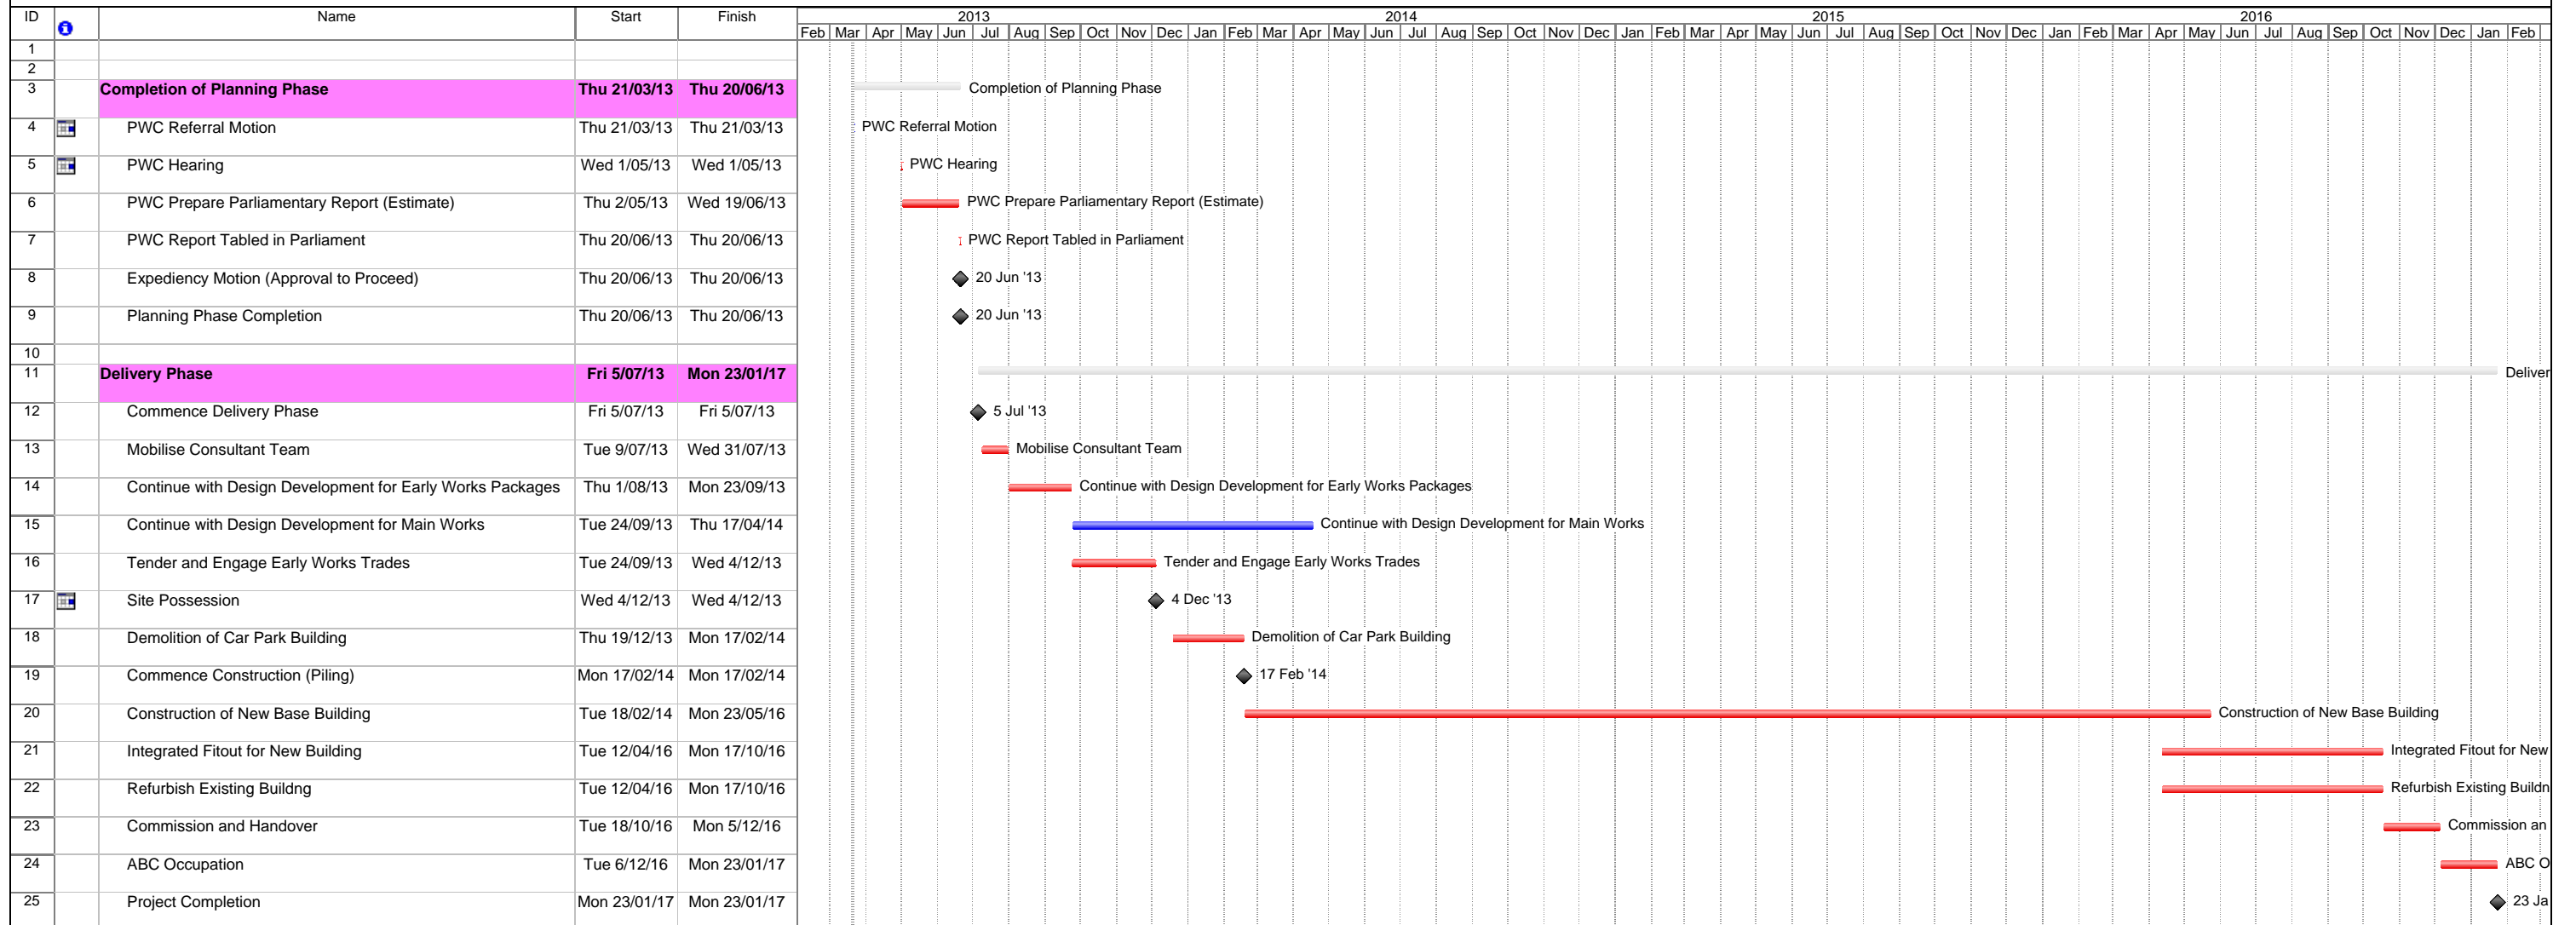 ID Name Start Finish 2013 2014 2015 2016
Feb Mar Apr May Jun Jul Aug Sep Oct Nov Dec Jan Feb Mar Apr May Jun Jul Aug Sep Oct Nov Dec Jan Feb Mar Apr May Jun Jul Aug Sep Oct Nov Dec Jan Feb Mar Apr May Jun Jul Aug Sep Oct Nov Dec Jan Feb
1
2
3 Completion of Planning Phase Thu 21/03/13 Thu 20/06/13 Completion of Planning Phase
4 PWC Referral Motion Thu 21/03/13 Thu 21/03/13 PWC Referral Motion
5 PWC Hearing Wed 1/05/13 Wed 1/05/13 PWC Hearing
6 PWC Prepare Parliamentary Report (Estimate) Thu 2/05/13 Wed 19/06/13 PWC Prepare Parliamentary Report (Estimate)
7 PWC Report Tabled in Parliament Thu 20/06/13 Thu 20/06/13 PWC Report Tabled in Parliament
8 Expediency Motion (Approval to Proceed) Thu 20/06/13 Thu 20/06/13 20 Jun '13
9 Planning Phase Completion Thu 20/06/13 Thu 20/06/13 20 Jun '13
10
11 Delivery Phase Fri 5/07/13 Mon 23/01/17 Deliver
12 Commence Delivery Phase Fri 5/07/13 Fri 5/07/13 5 Jul '13
13 Mobilise Consultant Team Tue 9/07/13 Wed 31/07/13 Mobilise Consultant Team
14 Continue with Design Development for Early Works Packages Thu 1/08/13 Mon 23/09/13 Continue with Design Development for Early Works Packages
15 Continue with Design Development for Main Works Tue 24/09/13 Thu 17/04/14 Continue with Design Development for Main Works
16 Tender and Engage Early Works Trades Tue 24/09/13 Wed 4/12/13 Tender and Engage Early Works Trades
17 Site Possession Wed 4/12/13 Wed 4/12/13 4 Dec '13
18 Demolition of Car Park Building Thu 19/12/13 Mon 17/02/14 Demolition of Car Park Building
19 Commence Construction (Piling) Mon 17/02/14 Mon 17/02/14 17 Feb '14
20 Construction of New Base Building Tue 18/02/14 Mon 23/05/16 Construction of New Base Building
21 Integrated Fitout for New Building Tue 12/04/16 Mon 17/10/16 Integrated Fitout for New
22 Refurbish Existing Buildng Tue 12/04/16 Mon 17/10/16 Refurbish Existing Buildn
23 Commission and Handover Tue 18/10/16 Mon 5/12/16 Commission an
24 ABC Occupation Tue 6/12/16 Mon 23/01/17 ABC O
25 Project Completion Mon 23/01/17 Mon 23/01/17 23 Ja